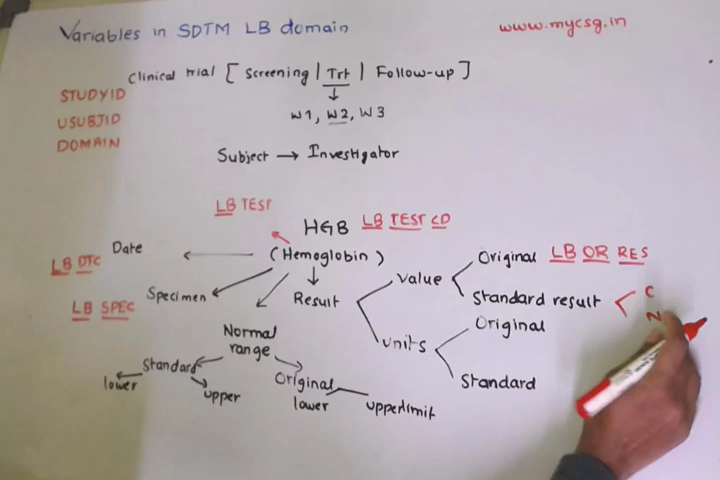 Variables in SDTM LB domain
www.mycsg.in
Clinical trial [ Screening | Trt | Follow-up ]
STUDYID
W1, W2, W3
USUBJID
DOMAIN
Subject → Investigator
LB TEST
HGB LB TEST CD
(Hemoglobin)
Date
LB DTC
Original LB OR RES
Value
Standard result
C
N
Specimen
LB SPEC
Result
Original
units
Standard
Normal
range
Standard
lower
upper
Original
lower
upperlimit